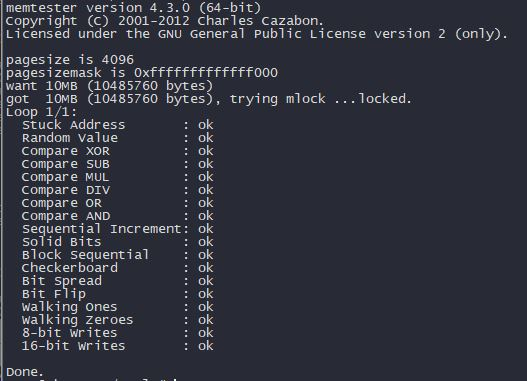 memtester version 4.3.0 (64-bit)
Copyright (C) 2001-2012 Charles Cazabon.
Licensed under the GNU General Public License version 2 (only).

pagesize is 4096
pagesizemask is 0xfffffffffffff000
want 10MB (10485760 bytes)
got  10MB (10485760 bytes), trying mlock ...locked.
Loop 1/1:
  Stuck Address       : ok
  Random Value        : ok
  Compare XOR         : ok
  Compare SUB         : ok
  Compare MUL         : ok
  Compare DIV         : ok
  Compare OR          : ok
  Compare AND         : ok
  Sequential Increment: ok
  Solid Bits          : ok
  Block Sequential    : ok
  Checkerboard        : ok
  Bit Spread          : ok
  Bit Flip            : ok
  Walking Ones        : ok
  Walking Zeroes      : ok
  8-bit Writes        : ok
  16-bit Writes       : ok

Done.